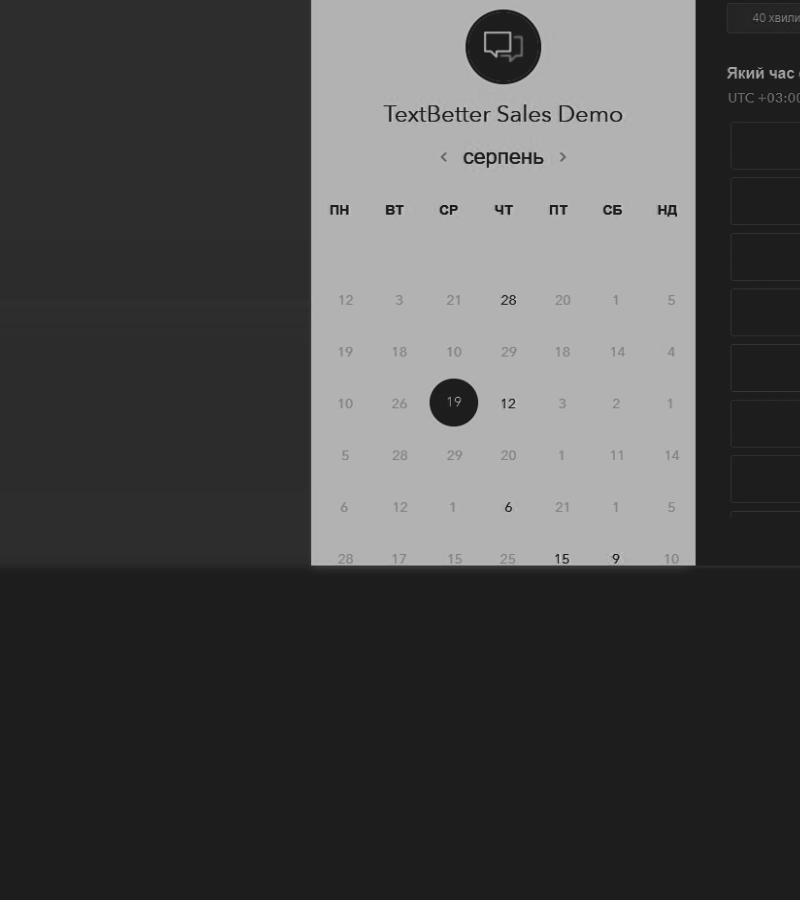 TextBetter Sales Demo
серпень
ПН ВТ СР ЧТ ПТ СБ НД
12 3 21 28 20 1 5
19 18 10 29 18 14 4
10 26 19 12 3 2 1
5 28 29 20 1 11 14
6 12 1 6 21 1 5
28 17 15 25 15 9 10
40 хвили
Який час
UTC +03:00